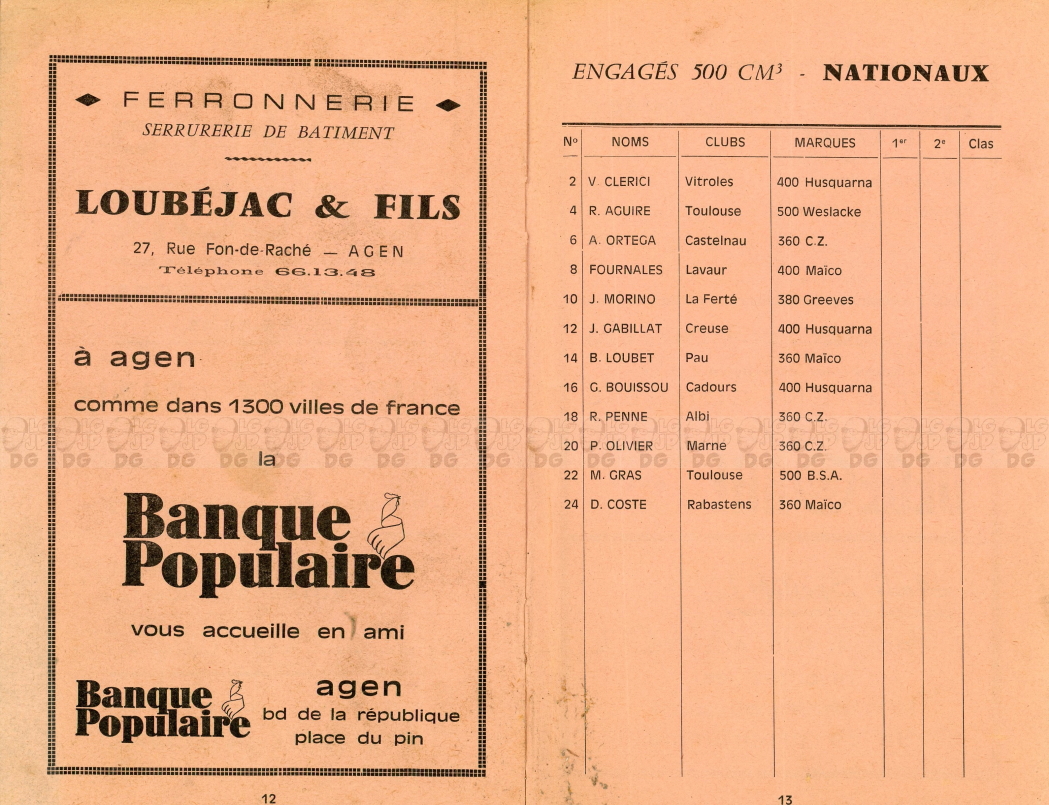 ◆ FERRONNERIE ◆
SERRURERIE DE BATIMENT
LOUBÉJAC & FILS
27, Rue Fon-de-Raché — AGEN
Téléphone 66.13.48
à agen
comme dans 1300 villes de france
la
Banque
Populaire
vous accueille en ami
Banque
Populaire
agen
bd de la république
place du pin
12
ENGAGÉS 500 CM³ - NATIONAUX
Nº NOMS CLUBS MARQUES 1er 2e Clas
2 V. CLERICI Vitroles 400 Husquarna
4 R. AGUIRE Toulouse 500 Weslacke
6 A. ORTEGA Castelnau 360 C.Z.
8 FOURNALES Lavaur 400 Maïco
10 J. MORINO La Ferté 380 Greeves
12 J. GABILLAT Creuse 400 Husquarna
14 B. LOUBET Pau 360 Maïco
16 G. BOUISSOU Cadours 400 Husquarna
18 R. PENNE Albi 360 C.Z.
20 P. OLIVIER Marne 360 C.Z.
22 M. GRAS Toulouse 500 B.S.A.
24 D. COSTE Rabastens 360 Maïco
13